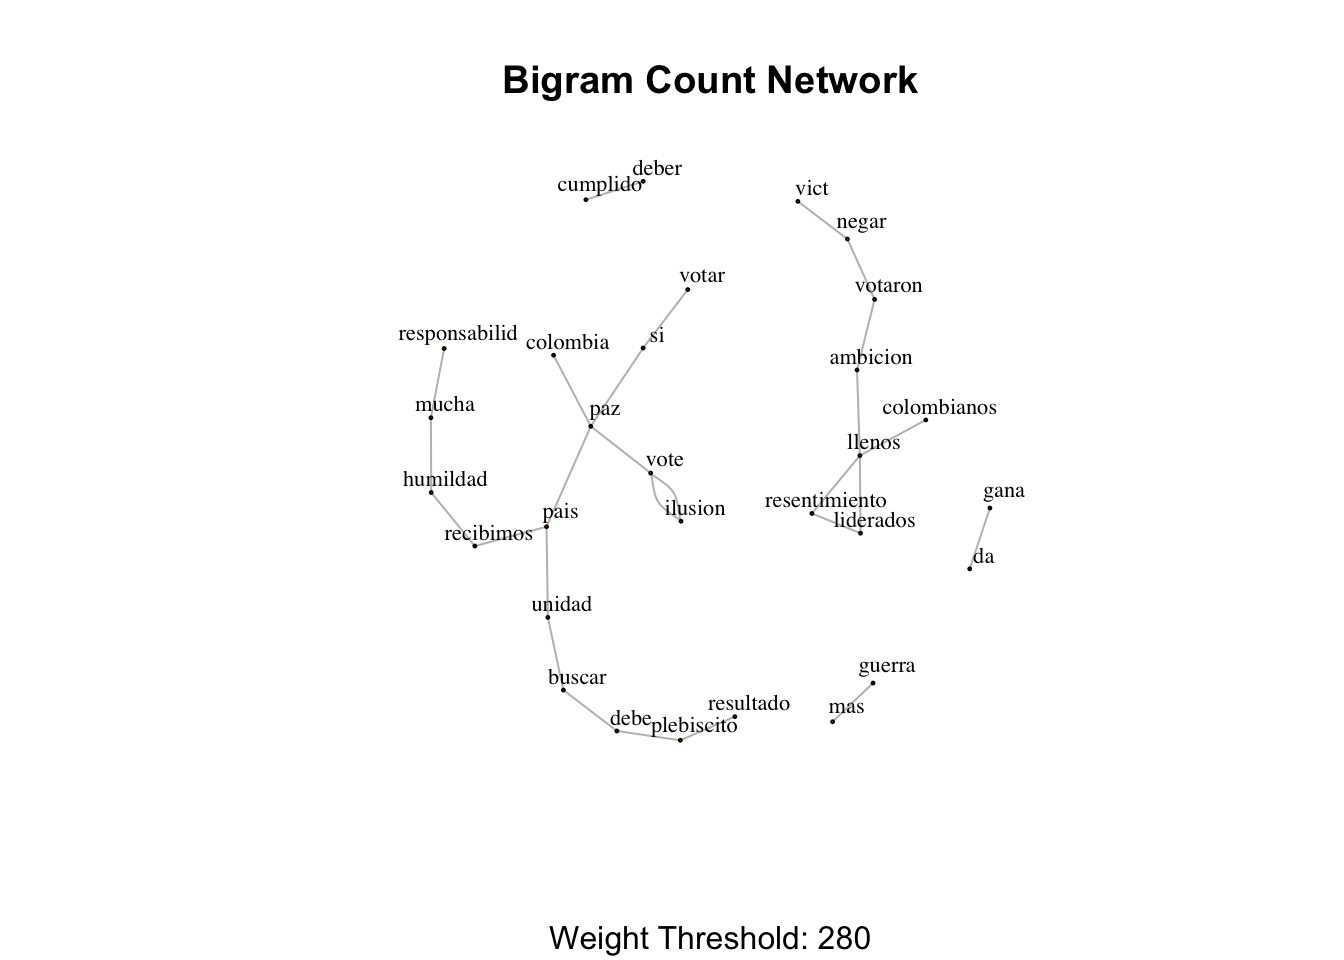 Bigram Count Network
deber
cumplido
vict
negar
votar
votaron
responsabilid
colombia
si
ambicion
mucha
paz
colombianos
llenos
vote
humildad
gana
resentimiento
ilusion
pais
liderados
recibimos
da
unidad
guerra
buscar
resultado
mas
debe
plebiscito
Weight Threshold: 280